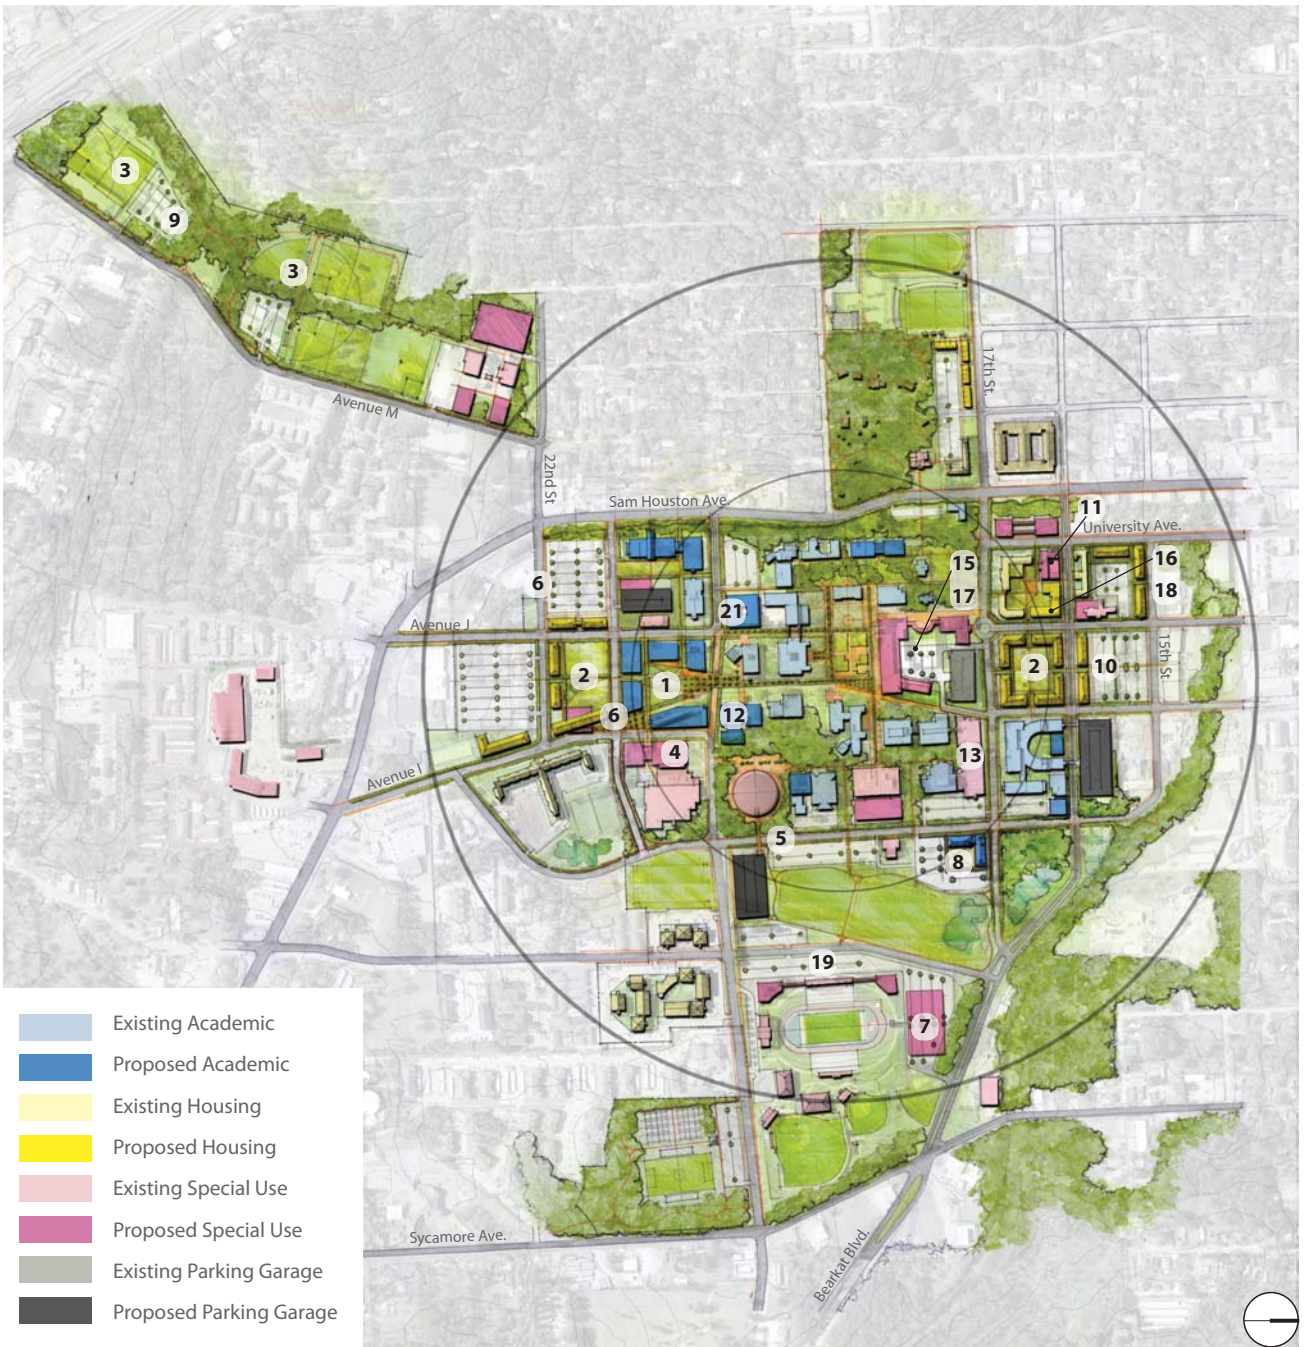 3
9
3
Avenue M
17th St.
22nd St
Sam Houston Ave.
11
University Ave.
15
16
6
17
18
21
Avenue J
15th St.
2
1
2
10
6
12
4
13
Avenue I
5
8
19
7
Existing Academic
Proposed Academic
Existing Housing
Proposed Housing
Existing Special Use
Proposed Special Use
Existing Parking Garage
Proposed Parking Garage
Sycamore Ave.
Bearkat Blvd.